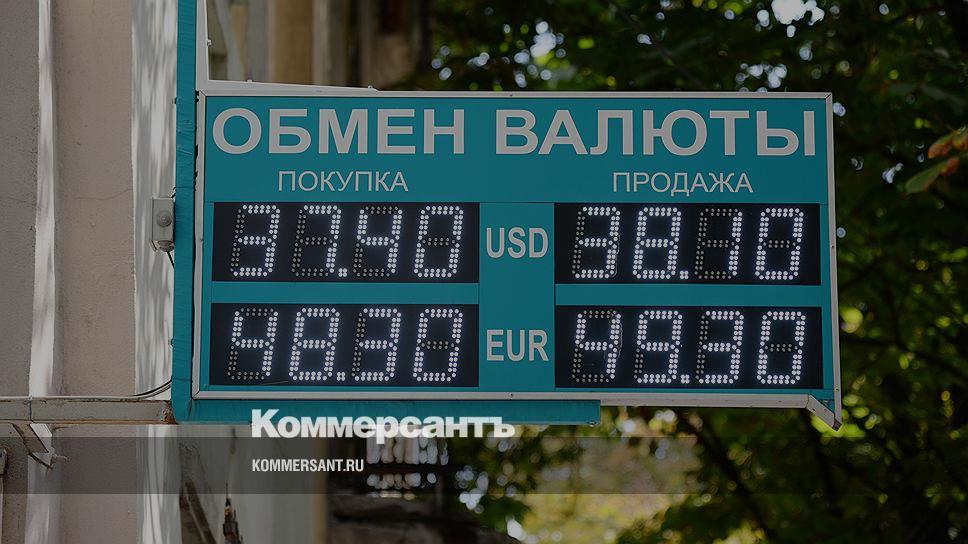 ОБМЕН ВАЛЮТЫ
ПОКУПКА ПРОДАЖА
37.40 USD 38.10
48.30 EUR 49.30
Коммерсантъ
KOMMERSANT.RU